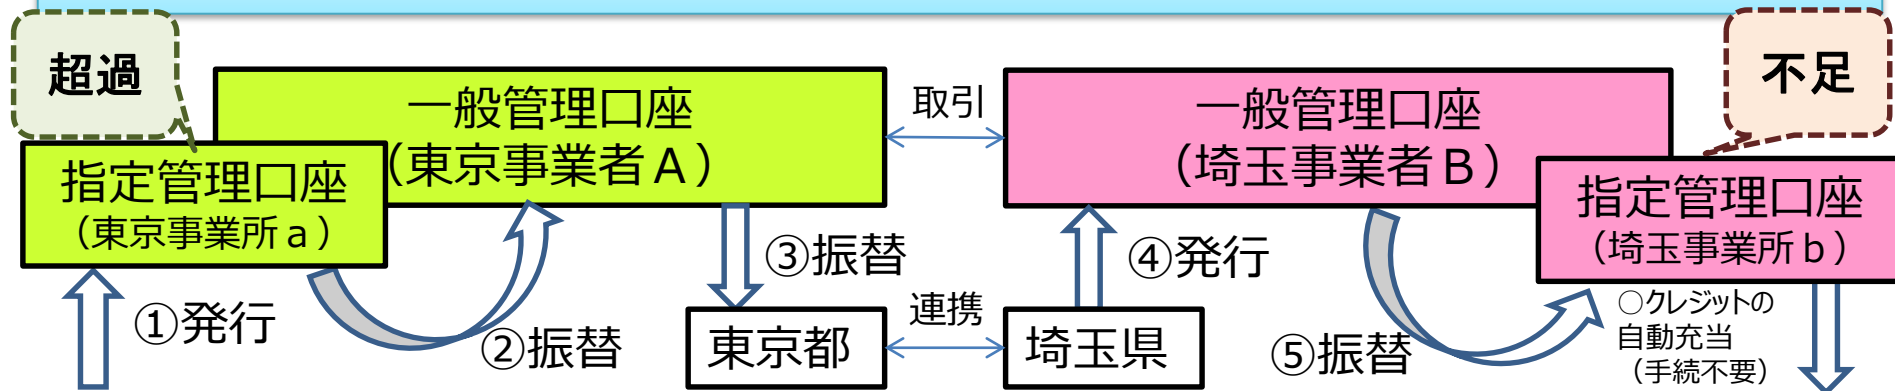 超過
不足
一般管理口座
（東京事業者Ａ）
取引
一般管理口座
（埼玉事業者Ｂ）
指定管理口座
（東京事業所ａ）
指定管理口座
（埼玉事業所ｂ）
①発行
②振替
③振替
東京都
連携
埼玉県
④発行
⑤振替
○クレジットの
自動充当
（手続不要）